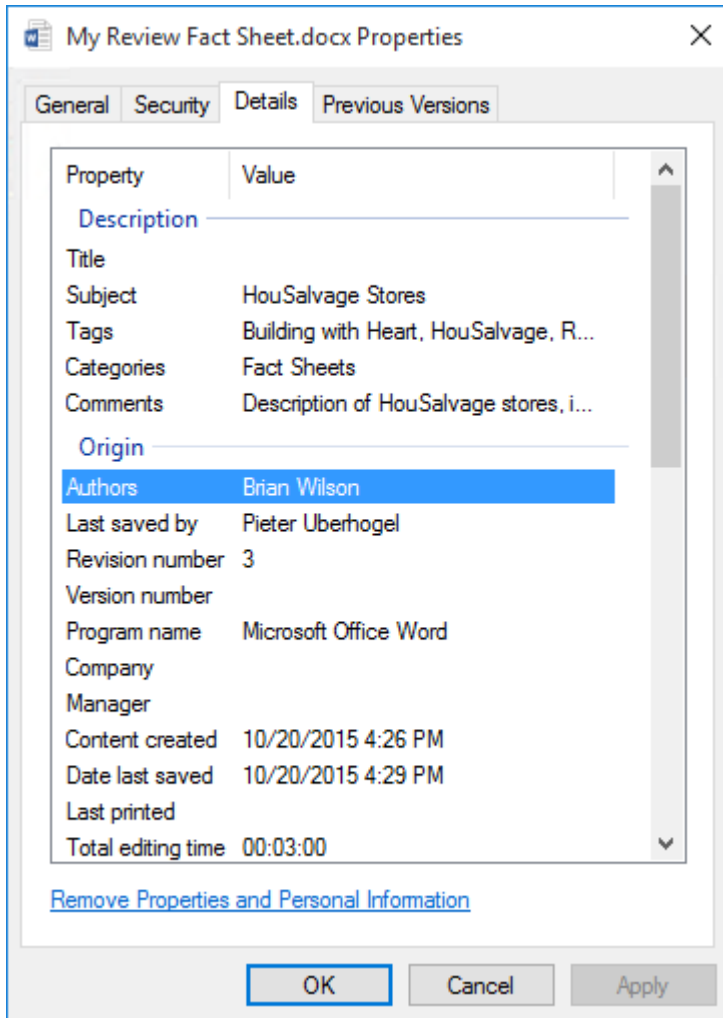 My Review Fact Sheet.docx Properties
General Security Details Previous Versions
Property Value
Description
Title
Subject HouSalvage Stores
Tags Building with Heart, HouSalvage, R...
Categories Fact Sheets
Comments Description of HouSalvage stores, i...
Origin
Authors Brian Wilson
Last saved by Pieter Uberhogel
Revision number 3
Version number
Program name Microsoft Office Word
Company
Manager
Content created 10/20/2015 4:26 PM
Date last saved 10/20/2015 4:29 PM
Last printed
Total editing time 00:03:00
Remove Properties and Personal Information
OK Cancel Apply